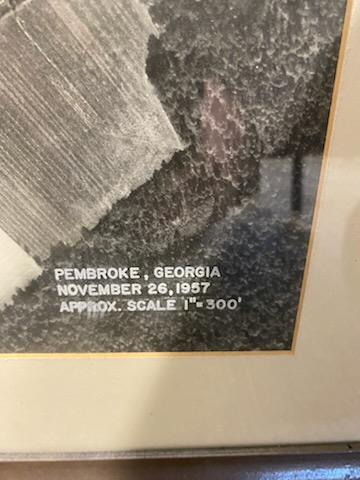 PEMBROKE, GEORGIA
NOVEMBER 26, 1957
APPROX. SCALE 1"=300'